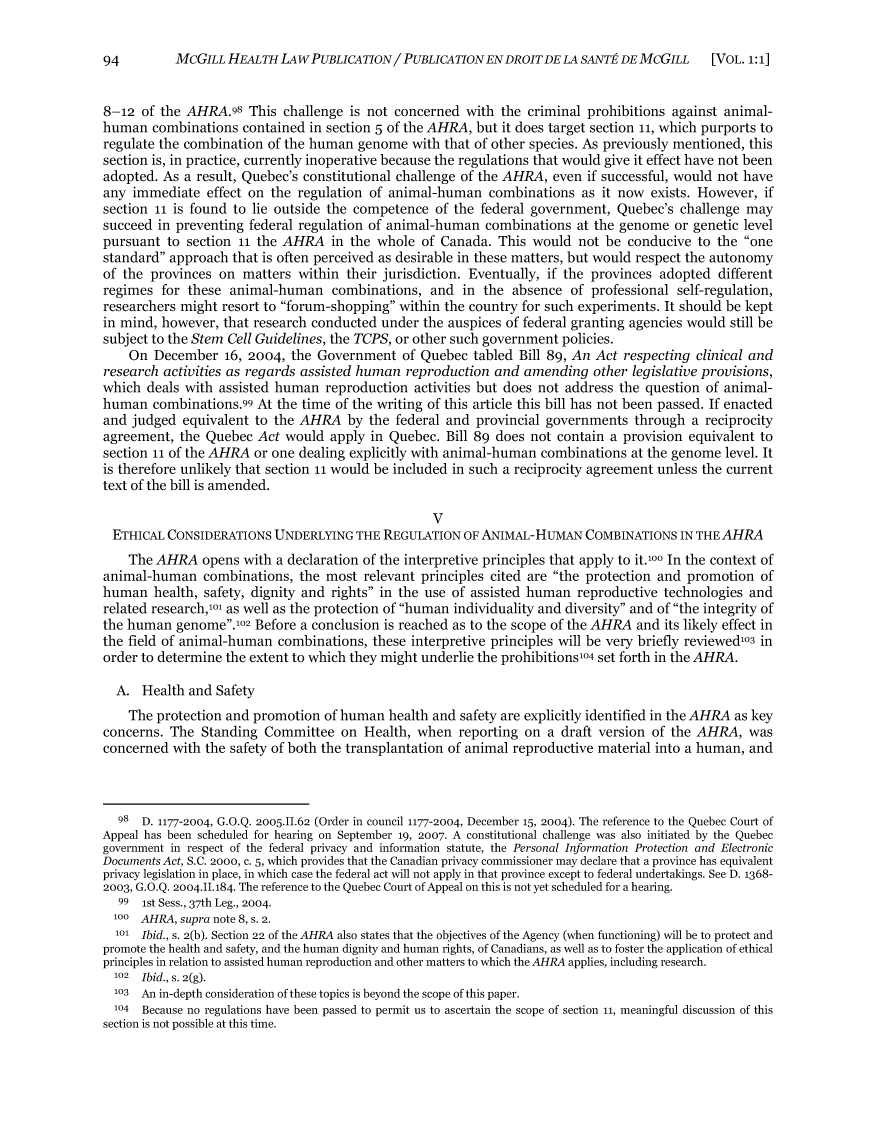 94 MCGILL HEALTH LAW PUBLICATION / PUBLICATION EN DROIT DE LA SANTÉ DE MCGILL [VOL. 1:1]
8–12 of the AHRA.98 This challenge is not concerned with the criminal prohibitions against animal-
human combinations contained in section 5 of the AHRA, but it does target section 11, which purports to
regulate the combination of the human genome with that of other species. As previously mentioned, this
section is, in practice, currently inoperative because the regulations that would give it effect have not been
adopted. As a result, Quebec's constitutional challenge of the AHRA, even if successful, would not have
any immediate effect on the regulation of animal-human combinations as it now exists. However, if
section 11 is found to lie outside the competence of the federal government, Quebec's challenge may
succeed in preventing federal regulation of animal-human combinations at the genome or genetic level
pursuant to section 11 the AHRA in the whole of Canada. This would not be conducive to the “one
standard” approach that is often perceived as desirable in these matters, but would respect the autonomy
of the provinces on matters within their jurisdiction. Eventually, if the provinces adopted different
regimes for these animal-human combinations, and in the absence of professional self-regulation,
researchers might resort to “forum-shopping” within the country for such experiments. It should be kept
in mind, however, that research conducted under the auspices of federal granting agencies would still be
subject to the Stem Cell Guidelines, the TCPS, or other such government policies.
On December 16, 2004, the Government of Quebec tabled Bill 89, An Act respecting clinical and
research activities as regards assisted human reproduction and amending other legislative provisions,
which deals with assisted human reproduction activities but does not address the question of animal-
human combinations.99 At the time of the writing of this article this bill has not been passed. If enacted
and judged equivalent to the AHRA by the federal and provincial governments through a reciprocity
agreement, the Quebec Act would apply in Quebec. Bill 89 does not contain a provision equivalent to
section 11 of the AHRA or one dealing explicitly with animal-human combinations at the genome level. It
is therefore unlikely that section 11 would be included in such a reciprocity agreement unless the current
text of the bill is amended.
V
ETHICAL CONSIDERATIONS UNDERLYING THE REGULATION OF ANIMAL-HUMAN COMBINATIONS IN THE AHRA
The AHRA opens with a declaration of the interpretive principles that apply to it.100 In the context of
animal-human combinations, the most relevant principles cited are “the protection and promotion of
human health, safety, dignity and rights” in the use of assisted human reproductive technologies and
related research,101 as well as the protection of “human individuality and diversity” and of “the integrity of
the human genome”.102 Before a conclusion is reached as to the scope of the AHRA and its likely effect in
the field of animal-human combinations, these interpretive principles will be very briefly reviewed103 in
order to determine the extent to which they might underlie the prohibitions104 set forth in the AHRA.
A. Health and Safety
The protection and promotion of human health and safety are explicitly identified in the AHRA as key
concerns. The Standing Committee on Health, when reporting on a draft version of the AHRA, was
concerned with the safety of both the transplantation of animal reproductive material into a human, and
98 D. 1177-2004, G.O.Q. 2005.II.62 (Order in council 1177-2004, December 15, 2004). The reference to the Quebec Court of
Appeal has been scheduled for hearing on September 19, 2007. A constitutional challenge was also initiated by the Quebec
government in respect of the federal privacy and information statute, the Personal Information Protection and Electronic
Documents Act, S.C. 2000, c. 5, which provides that the Canadian privacy commissioner may declare that a province has equivalent
privacy legislation in place, in which case the federal act will not apply in that province except to federal undertakings. See D. 1368-
2003, G.O.Q. 2004.II.184. The reference to the Quebec Court of Appeal on this is not yet scheduled for a hearing.
99 1st Sess., 37th Leg., 2004.
100 AHRA, supra note 8, s. 2.
101 Ibid., s. 2(b). Section 22 of the AHRA also states that the objectives of the Agency (when functioning) will be to protect and
promote the health and safety, and the human dignity and human rights, of Canadians, as well as to foster the application of ethical
principles in relation to assisted human reproduction and other matters to which the AHRA applies, including research.
102 Ibid., s. 2(g).
103 An in-depth consideration of these topics is beyond the scope of this paper.
104 Because no regulations have been passed to permit us to ascertain the scope of section 11, meaningful discussion of this
section is not possible at this time.